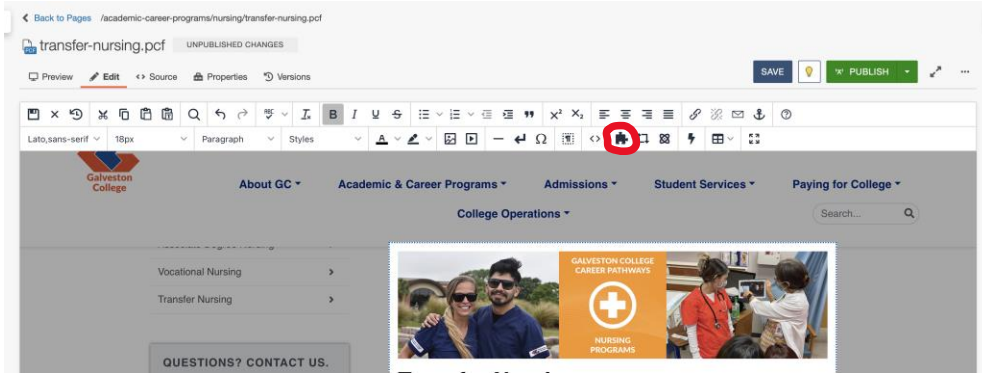 Back to Pages /academic-career-programs/nursing/transfer-nursing.pcf
transfer-nursing.pcf UNPUBLISHED CHANGES
Preview Edit Source Properties Versions
SAVE PUBLISH
Lato,sans-serif 18px Paragraph Styles
Galveston
College
About GC Academic & Career Programs Admissions Student Services Paying for College
College Operations
Search...
Vocational Nursing
Transfer Nursing
QUESTIONS? CONTACT US.
GALVESTON COLLEGE
CAREER PATHWAYS
NURSING
PROGRAMS